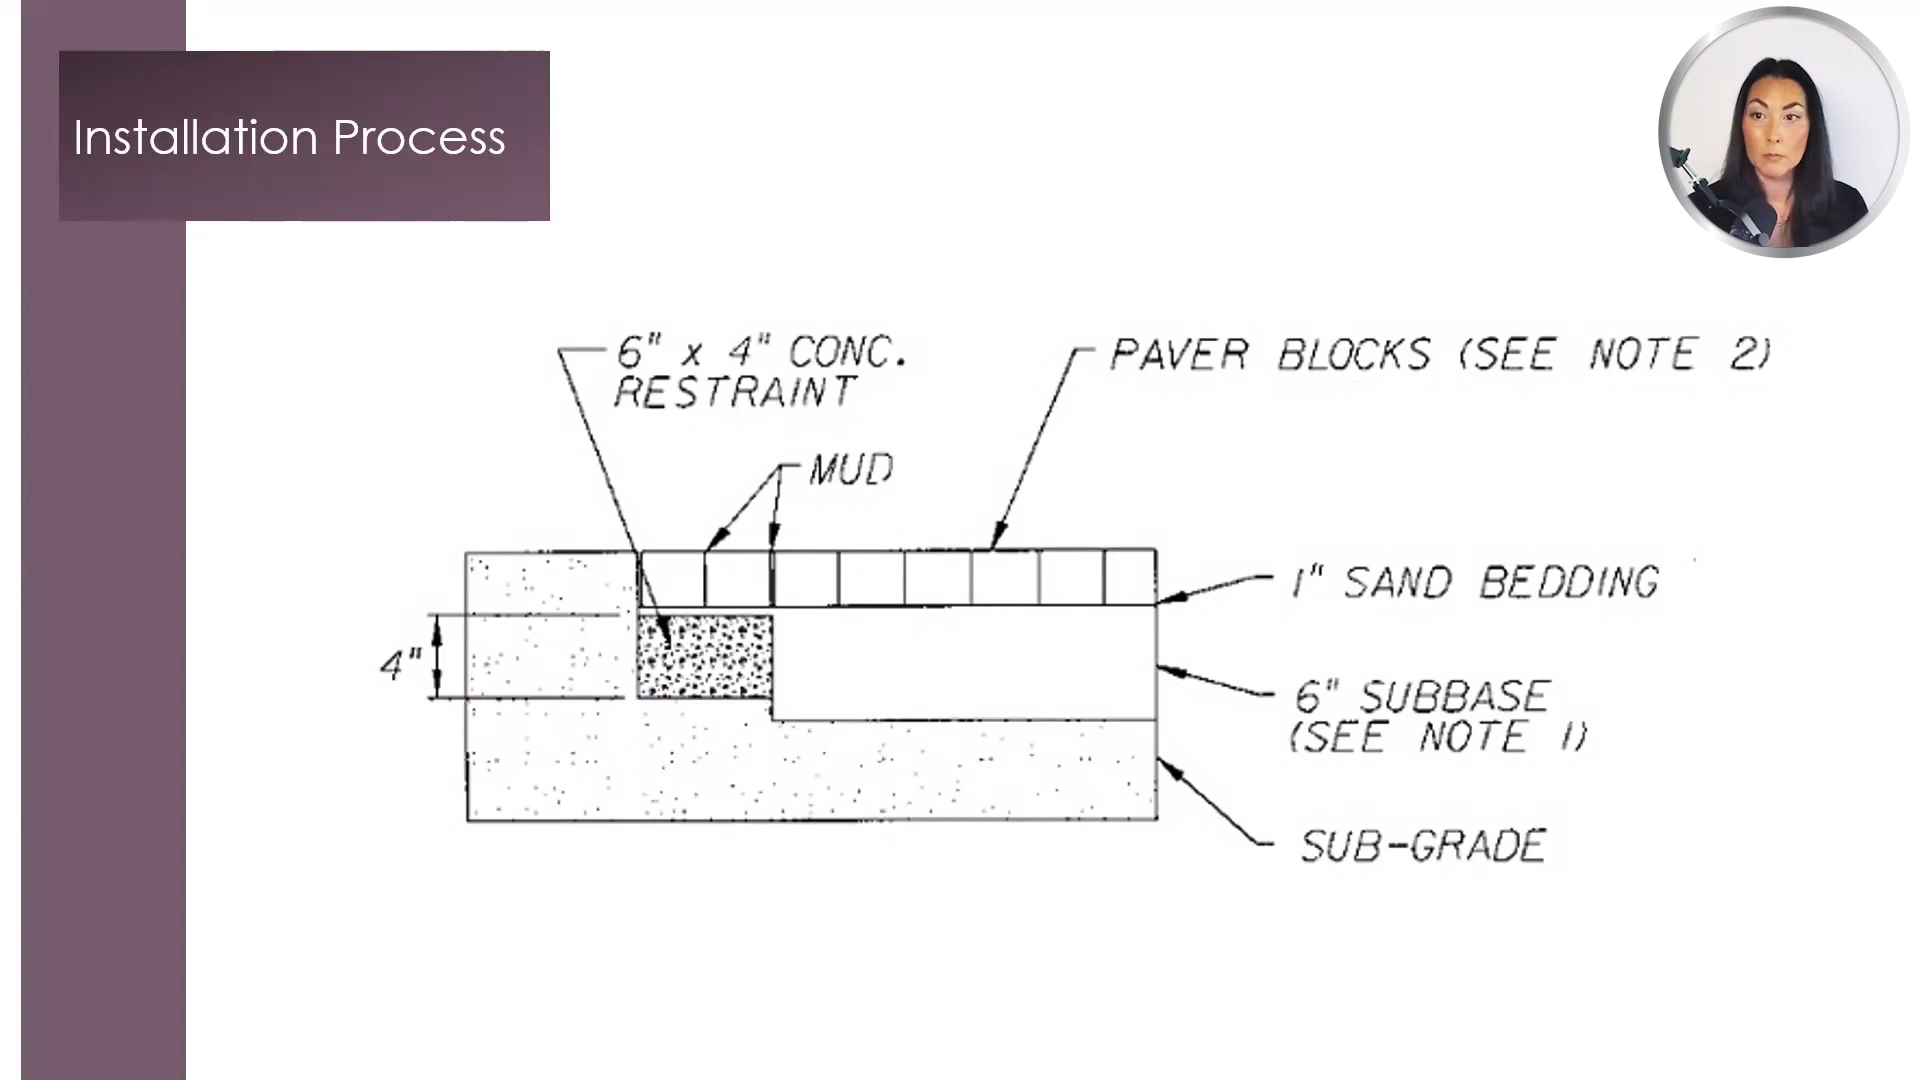 Installation Process
6" x 4" CONC.
RESTRAINT
PAVER BLOCKS (SEE NOTE 2)
MUD
1" SAND BEDDING
4"
6" SUBBASE
(SEE NOTE 1)
SUB-GRADE